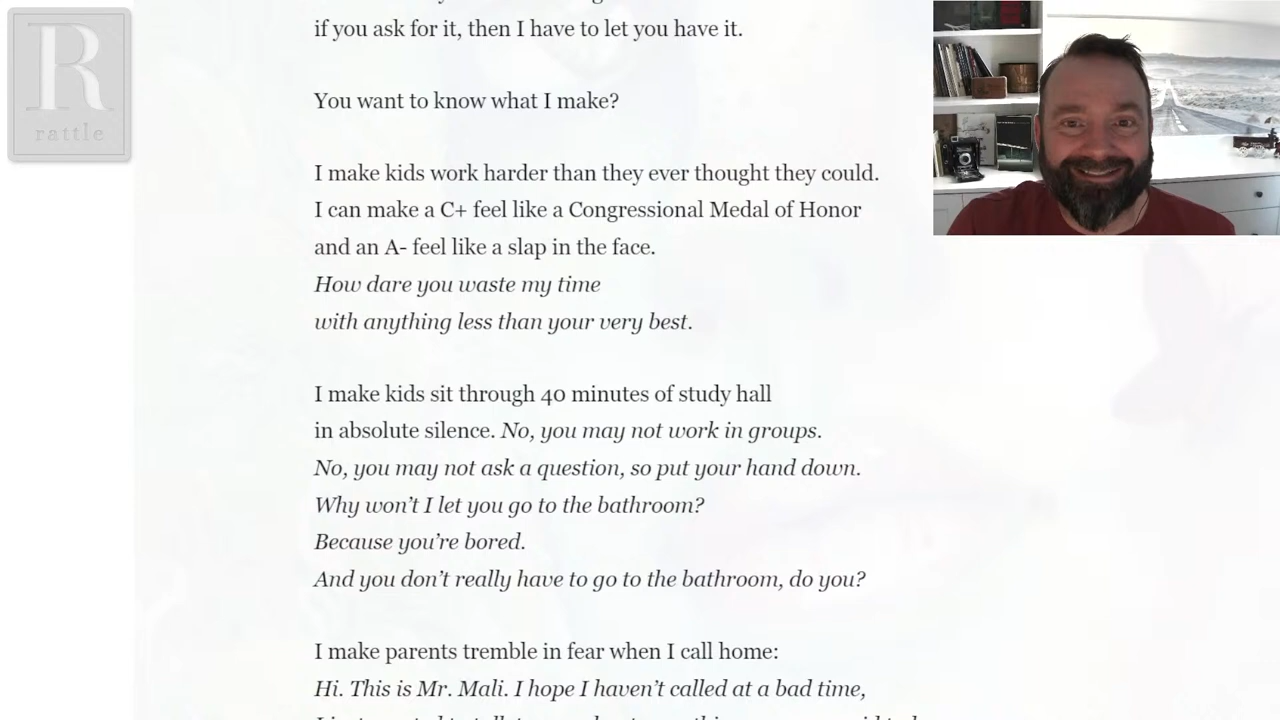 R
rattle
if you ask for it, then I have to let you have it.
You want to know what I make?
I make kids work harder than they ever thought they could.
I can make a C+ feel like a Congressional Medal of Honor
and an A- feel like a slap in the face.
How dare you waste my time
with anything less than your very best.
I make kids sit through 40 minutes of study hall
in absolute silence. No, you may not work in groups.
No, you may not ask a question, so put your hand down.
Why won’t I let you go to the bathroom?
Because you’re bored.
And you don’t really have to go to the bathroom, do you?
I make parents tremble in fear when I call home:
Hi. This is Mr. Mali. I hope I haven’t called at a bad time,